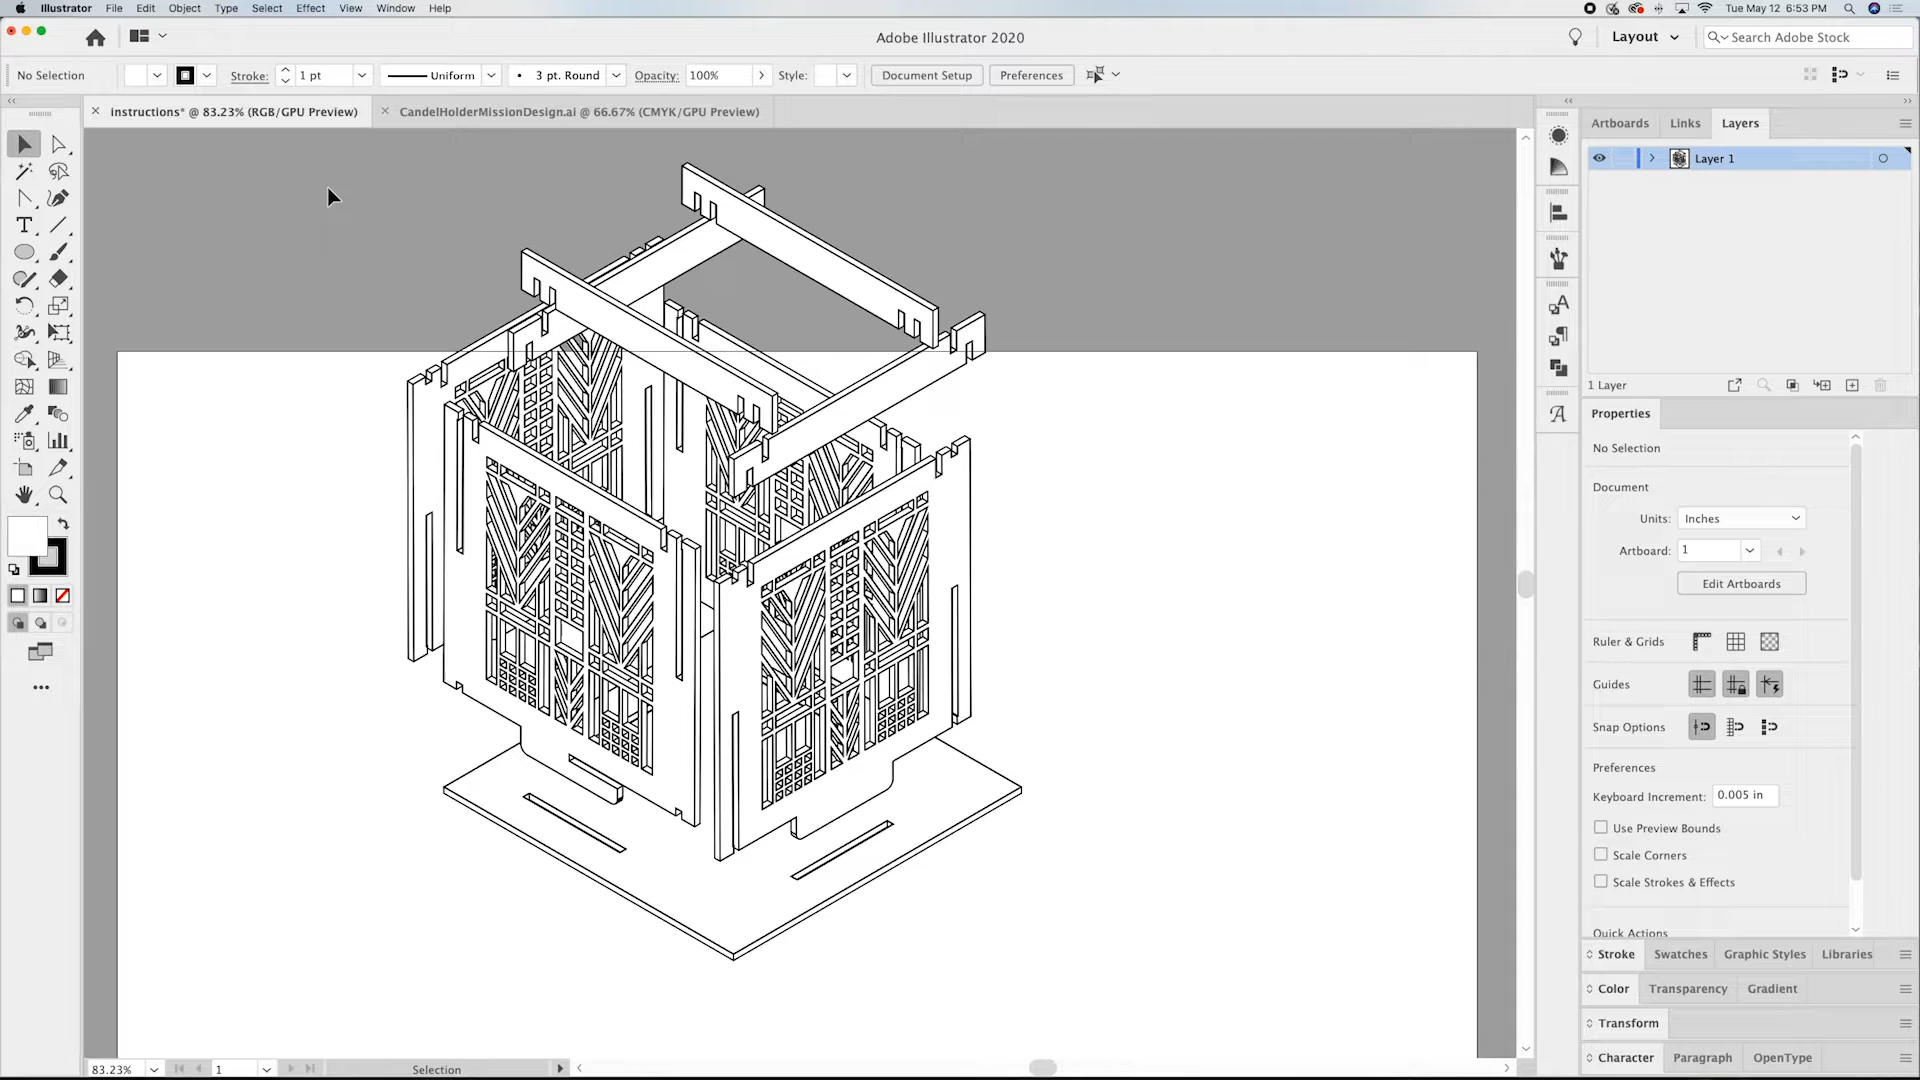 Illustrator File Edit Object Type Select Effect View Window Help
Tue May 12 6:53 PM
Adobe Illustrator 2020
Layout
Search Adobe Stock
No Selection
Stroke: 1 pt
Uniform
3 pt. Round
Opacity: 100%
Style:
Document Setup
Preferences
instructions* @ 83.23% (RGB/GPU Preview)
CandelHolderMissionDesign.ai @ 66.67% (CMYK/GPU Preview)
Artboards Links Layers
Layer 1
1 Layer
Properties
No Selection
Document
Units: Inches
Artboard: 1
Edit Artboards
Ruler & Grids
Guides
Snap Options
Preferences
Keyboard Increment: 0.005 in
Use Preview Bounds
Scale Corners
Scale Strokes & Effects
Quick Actions
Stroke Swatches Graphic Styles Libraries
Color Transparency Gradient
Transform
Character Paragraph OpenType
83.23%
1
Selection